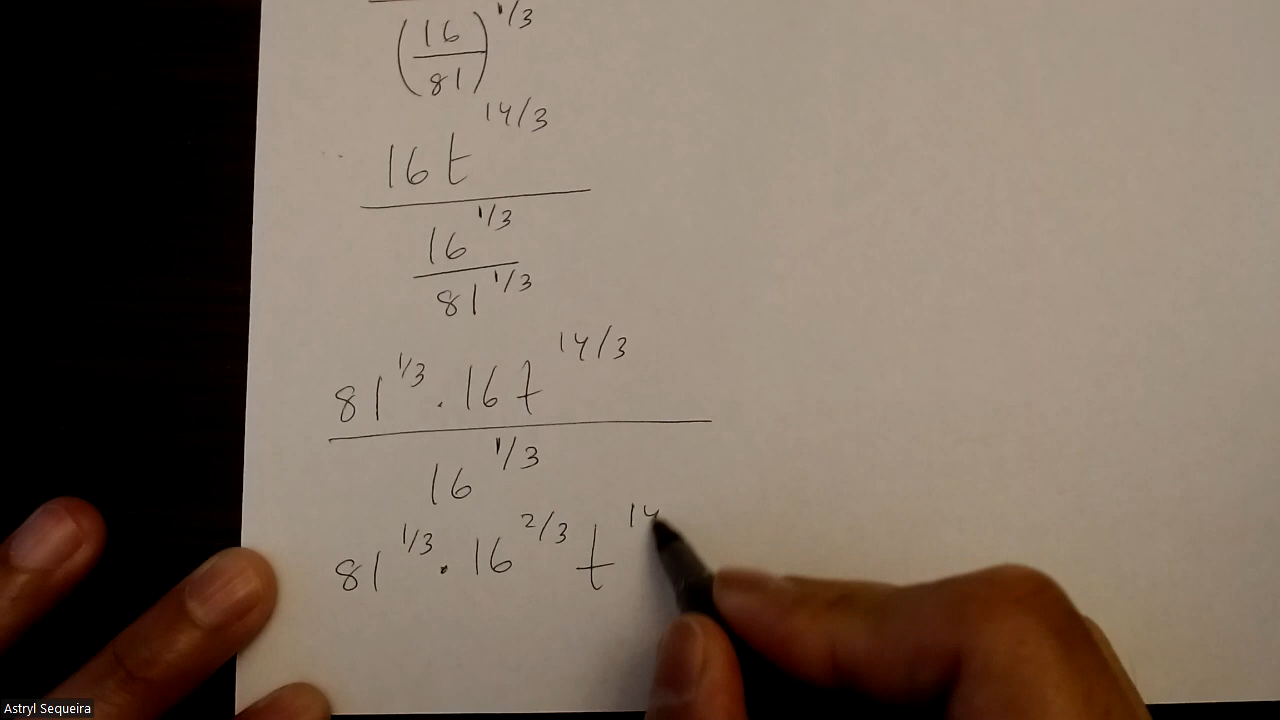 (16/81)^1/3
16t^14/3
16^1/3
81^1/3
81^1/3 . 16t^14/3
16^1/3
81^1/3 . 16^2/3 t^14
Astryl Sequeira